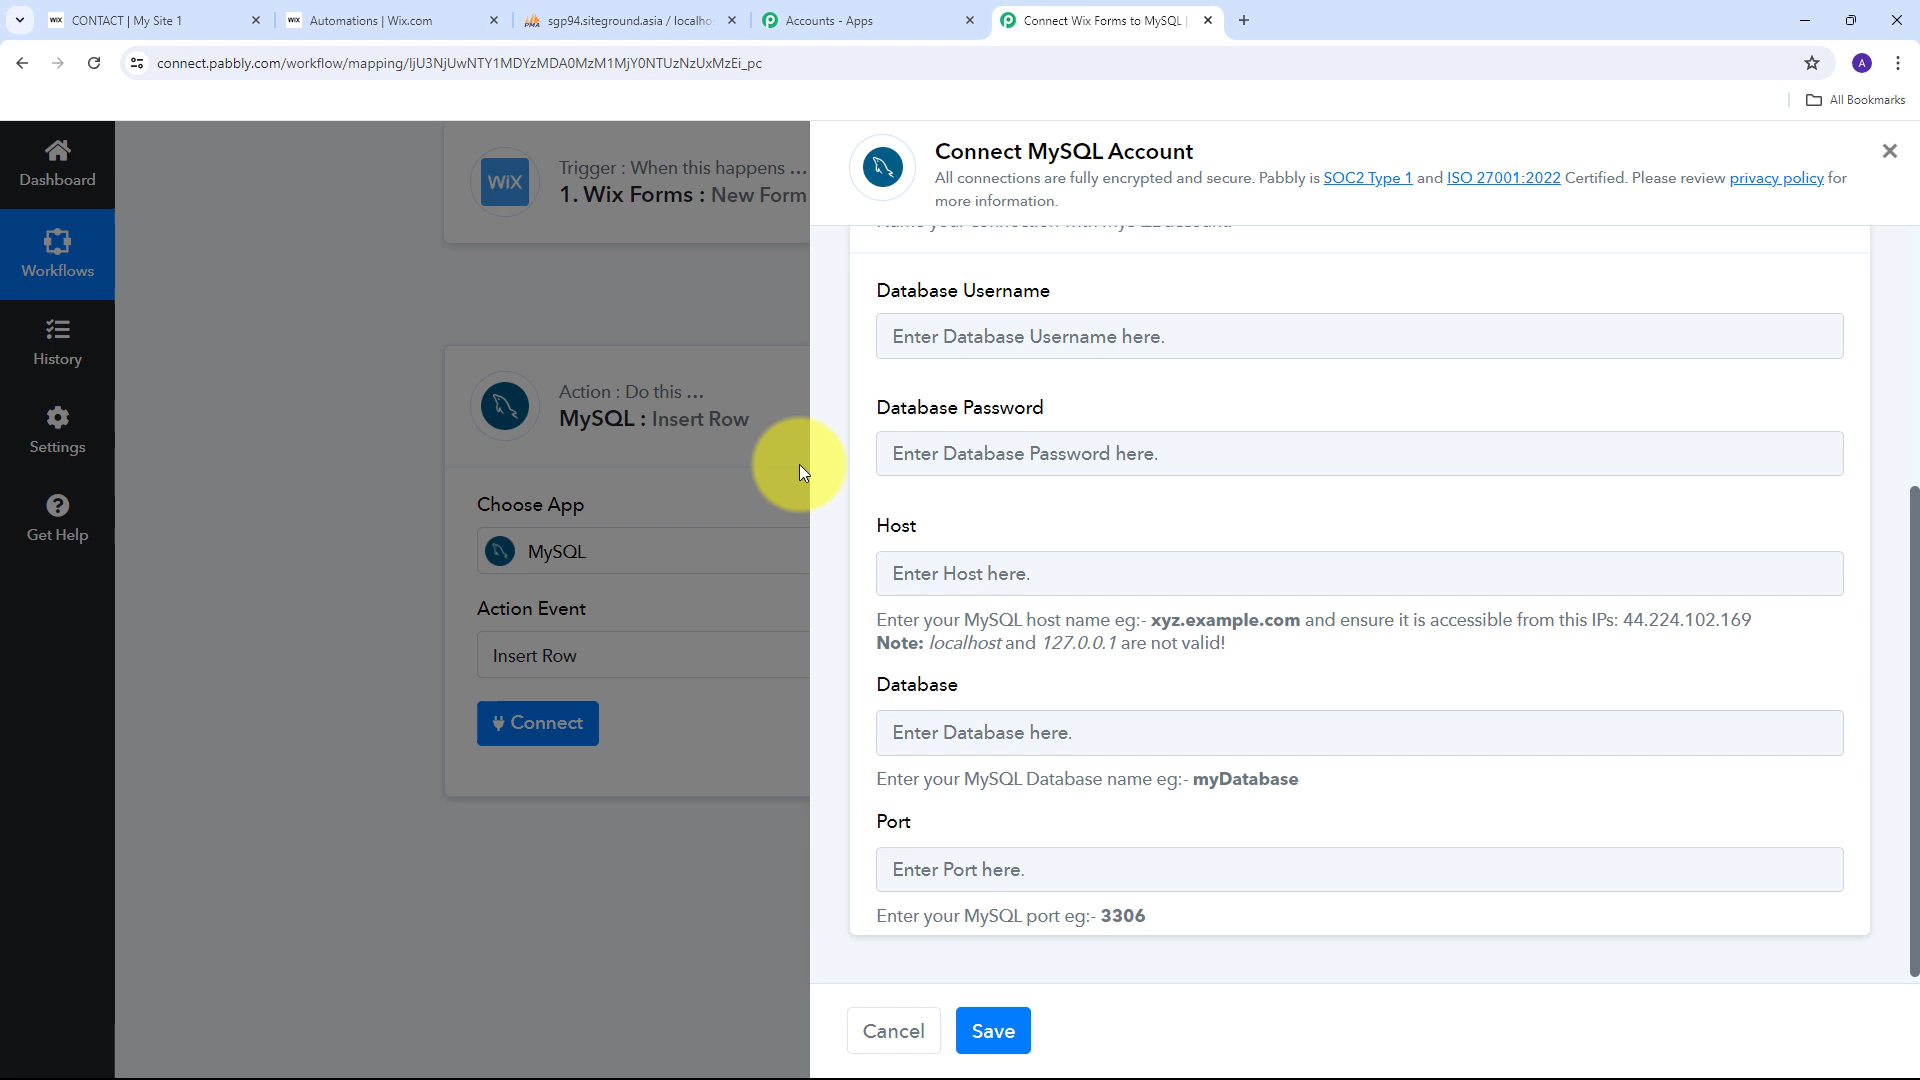 CONTACT | My Site 1
WIX
Automations | Wix.com
sgp94.siteground.asia / localho
Accounts - Apps
Connect Wix Forms to MySQL |
connect.pabbly.com/workflow/mapping/IjU3NjUwNTY1MDYzMDA0MzM1MjY0NTUzNzUxMzEi_pc
A
All Bookmarks
Dashboard
Workflows
History
Settings
Get Help
WiX
Trigger : When this happens ...
1. Wix Forms : New Form
Action : Do this ...
MySQL : Insert Row
Choose App
MySQL
Action Event
Insert Row
Connect
Connect MySQL Account
All connections are fully encrypted and secure. Pabbly is SOC2 Type 1 and ISO 27001:2022 Certified. Please review privacy policy for
more information.
Database Username
Enter Database Username here.
Database Password
Enter Database Password here.
Host
Enter Host here.
Enter your MySQL host name eg:- xyz.example.com and ensure it is accessible from this IPs: 44.224.102.169
Note: localhost and 127.0.0.1 are not valid!
Database
Enter Database here.
Enter your MySQL Database name eg:- myDatabase
Port
Enter Port here.
Enter your MySQL port eg:- 3306
Cancel
Save